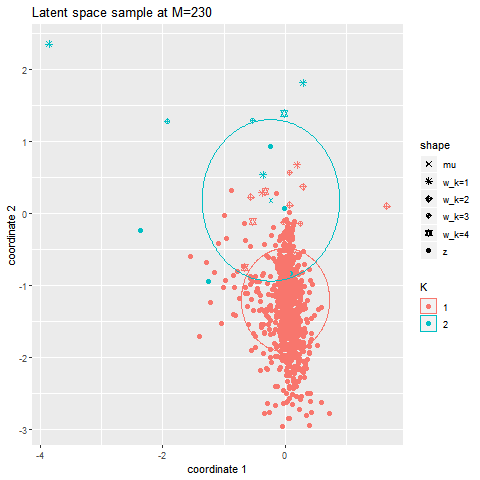 Latent space sample at M=230
coordinate 2
2
1
0
-1
-2
-3
-4
-2
0
coordinate 1
shape
mu
w_k=1
w_k=2
w_k=3
w_k=4
z
K
1
2